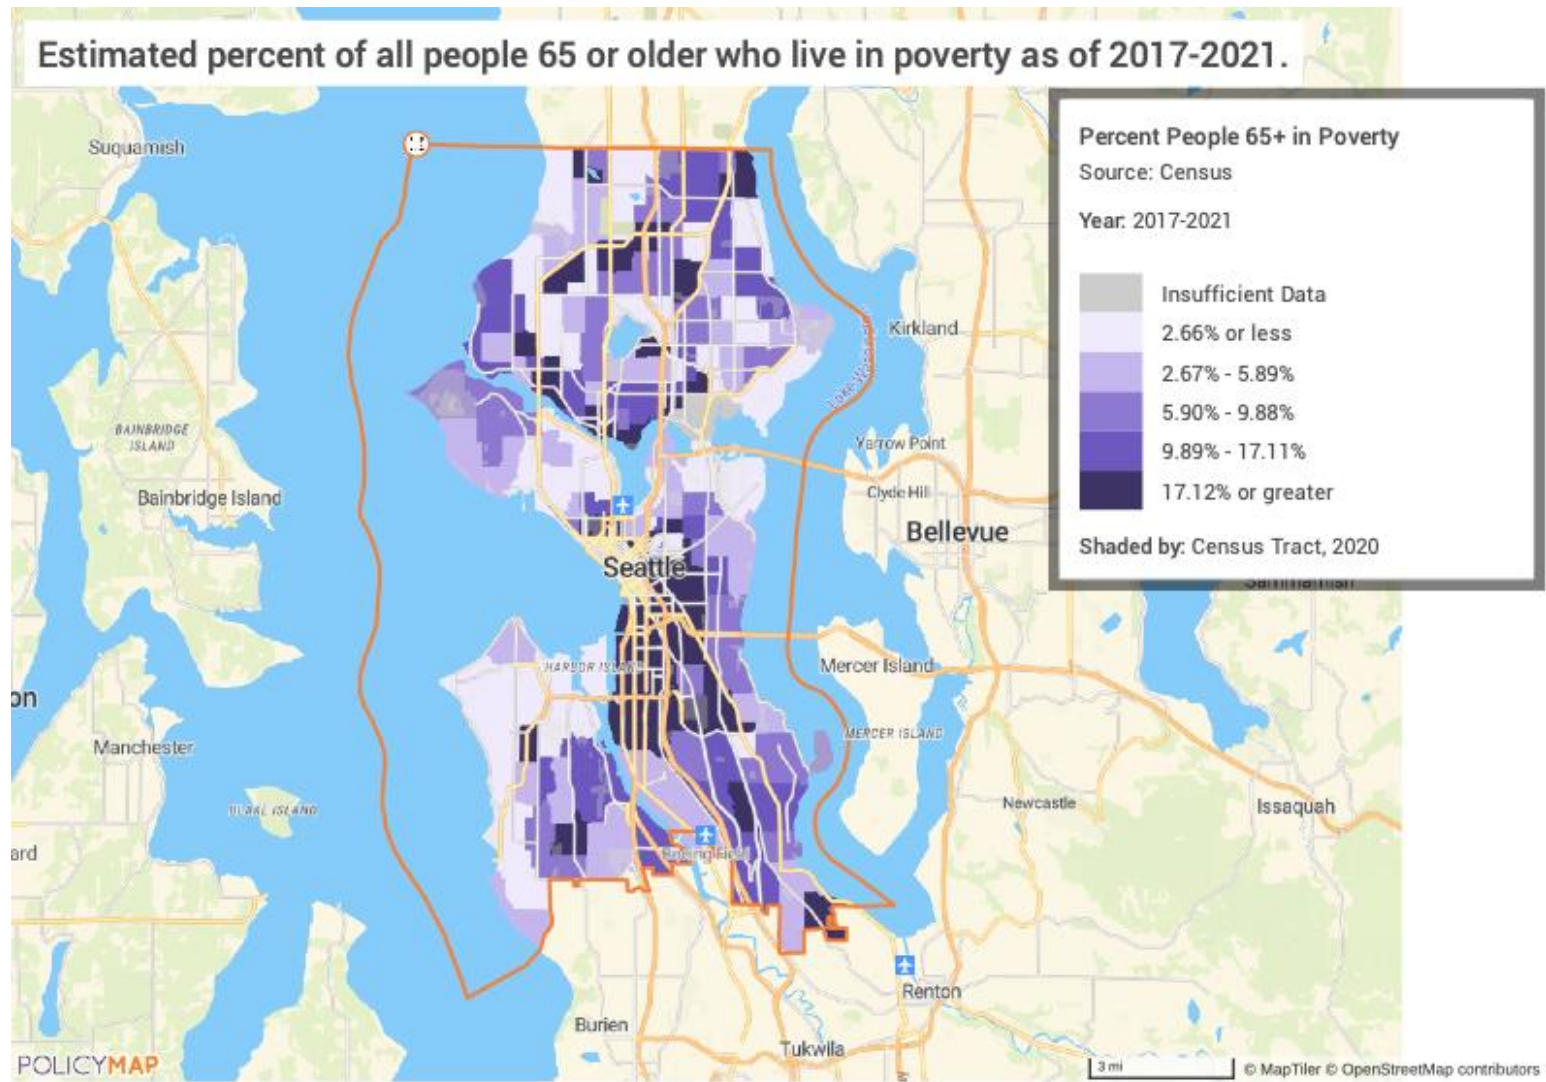 Estimated percent of all people 65 or older who live in poverty as of 2017-2021.
Percent People 65+ in Poverty
Source: Census
Year: 2017-2021
Insufficient Data
2.66% or less
2.67% - 5.89%
5.90% - 9.88%
9.89% - 17.11%
17.12% or greater
Shaded by: Census Tract, 2020
Suquamish
Kirkland
BAINBRIDGE
ISLAND
Yarrow Point
Bainbridge Island
Clyde Hill
Bellevue
Seattle
HARBOR ISLAND
Mercer Island
on
MERCER ISLAND
Manchester
Newcastle
Issaquah
ard
Boeing Field
Renton
Burien
Tukwila
POLICYMAP
3 mi
© MapTiler © OpenStreetMap contributors